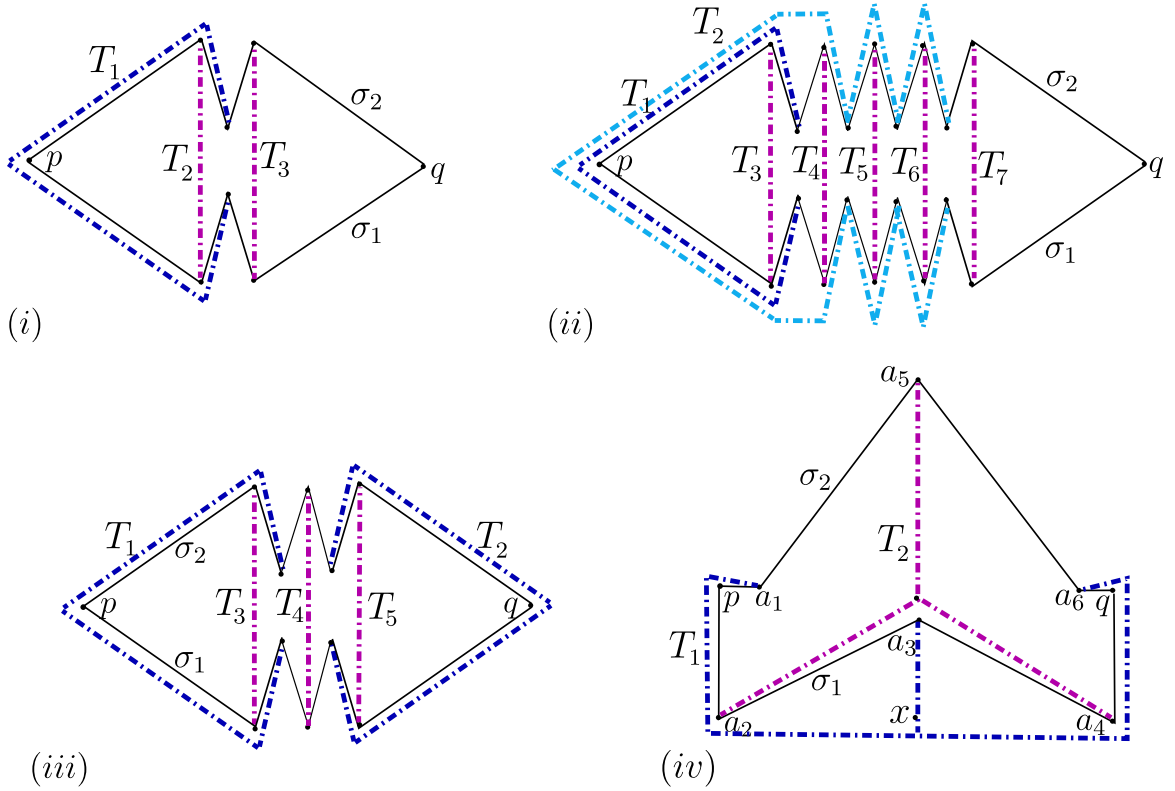 T₁ p T₂ T₃ σ₂ σ₁ q
(i)
T₂ T₁ p T₃ T₄ T₅ T₆ T₇ σ₂ σ₁ q
(ii)
T₁ σ₂ p σ₁ T₃ T₄ T₅ T₂ q
(iii)
a₅
σ₂
T₂
p a₁ a₆ q
T₁ a₃
σ₁
a₂ x a₄
(iv)